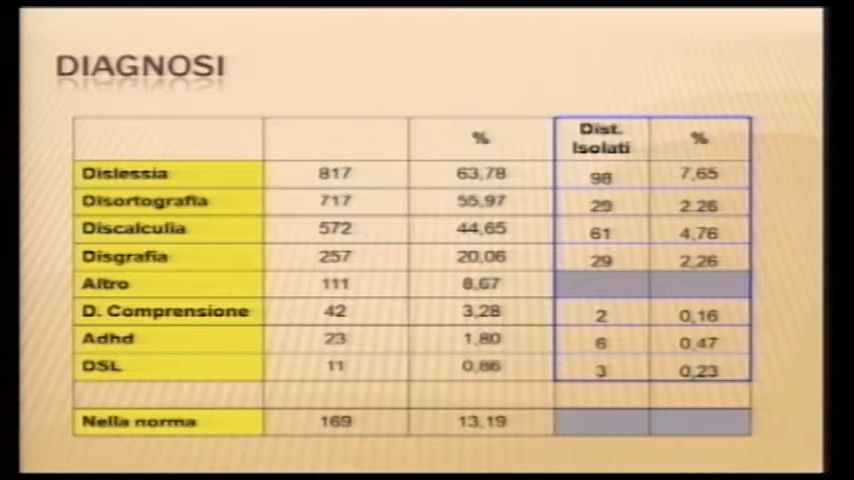 DIAGNOSI
% Dist. Isolati %
Dislessia 817 63,78 98 7,65
Disortografia 717 55,97 29 2.26
Discalculia 572 44,65 61 4,76
Disgrafia 257 20,06 29 2,26
Altro 111 8,67
D. Comprensione 42 3,28 2 0,16
Adhd 23 1,80 6 0,47
DSL 11 0,86 3 0,23
Nella norma 169 13,19